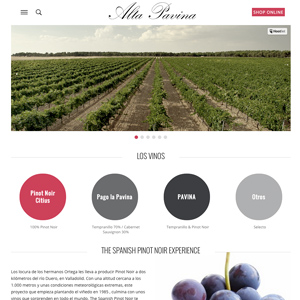 Alta Pavina
SHOP ONLINE
LOS VINOS
Pinot Noir
Citius
Pago la Pavina
PAVINA
Otros
100% Pinot Noir
Tempranillo 70% / Cabernet
Sauvignon 30%
Tempranillo & Pinot Noir
Selecto
THE SPANISH PINOT NOIR EXPERIENCE
Los locura de los hermanos Ortega les lleva a producir Pinot Noir a dos
kilómetros del río Duero, en Valladolid. Con una altitud cercana a los
1.000 metros y unas condiciones meteorológicas extremas, este
proyecto que empieza plantando el viñedo en 1985, culmina con unos
vinos que sorprenden en todo el mundo. The Spanish Pinot Noir le